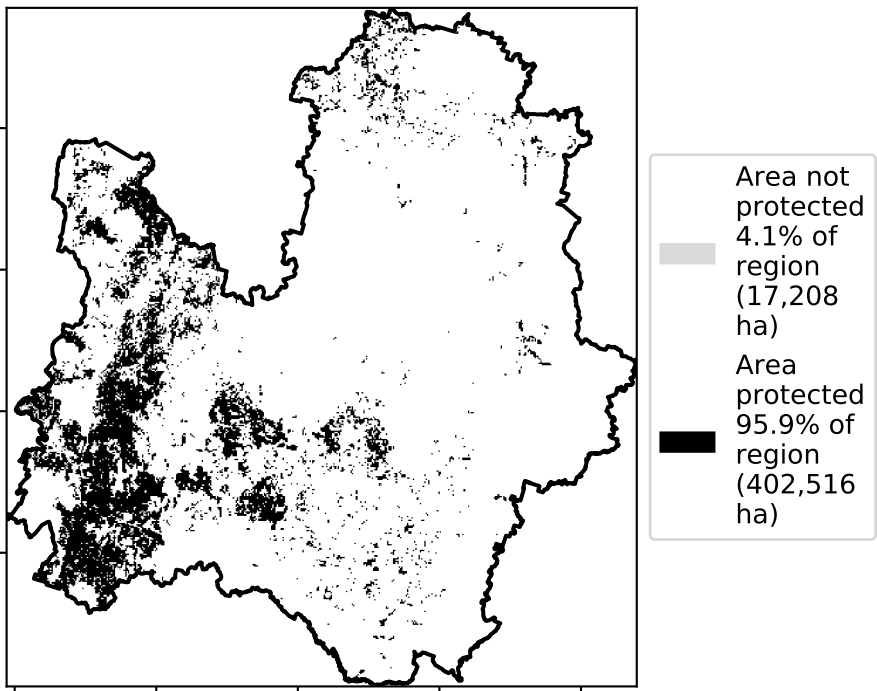 Area not
protected
4.1% of
region
(17,208
ha)
Area
protected
95.9% of
region
(402,516
ha)